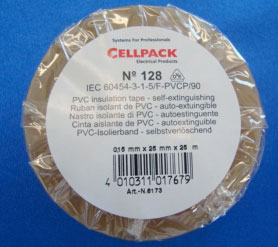 Systems For Professionals
CELLPACK
Electrical Products
Nº 128
IEC 60454-3-1-5/F-PVCP/90
PVC insulation tape - self-extinguishing
Ruban isolant de PVC - auto-extinguible
Nastro isolante di PVC - autoestinguente
Cinta aislante de PVC - autoextinguible
PVC-Isolierband - selbstverlöschend
0,15 mm x 25 mm x 25 m
4 010311 017679
Art.-N.6173